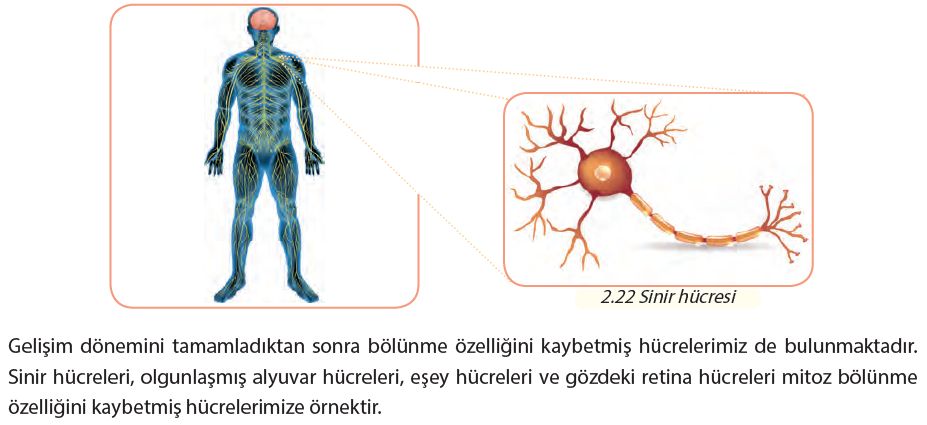 2.22 Sinir hücresi
Gelişim dönemini tamamladıktan sonra bölünme özelliğini kaybetmiş hücrelerimiz de bulunmaktadır.
Sinir hücreleri, olgunlaşmış alyuvar hücreleri, eşey hücreleri ve gözdeki retina hücreleri mitoz bölünme
özelliğini kaybetmiş hücrelerimize örnektir.